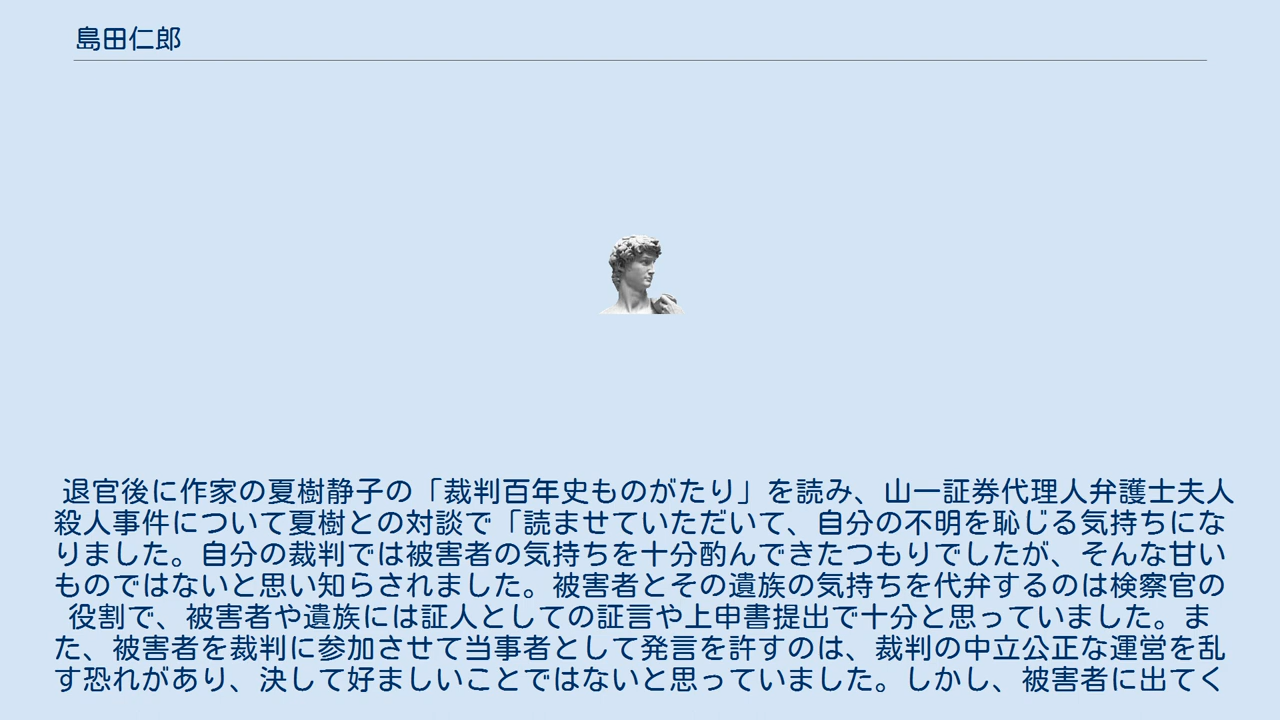 島田仁郎
退官後に作家の夏樹静子の「裁判百年史ものがたり」を読み、山一証券代理人弁護士夫人
殺人事件について夏樹との対談で「読ませていただいて、自分の不明を恥じる気持ちにな
りました。自分の裁判では被害者の気持ちを十分酌んできたつもりでしたが、そんな甘い
ものではないと思い知らされました。被害者とその遺族の気持ちを代弁するのは検察官の
役割で、被害者や遺族には証人としての証言や上申書提出で十分と思っていました。ま
た、被害者を裁判に参加させて当事者として発言を許すのは、裁判の中立公正な運営を乱
す恐れがあり、決して好ましいことではないと思っていました。しかし、被害者に出てく